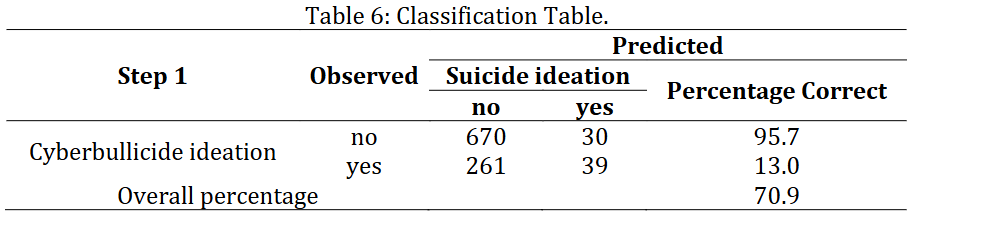 Table 6: Classification Table.
Predicted
Step 1 Observed Suicide ideation Percentage Correct
no yes
Cyberbullicide ideation no 670 30 95.7
yes 261 39 13.0
Overall percentage 70.9